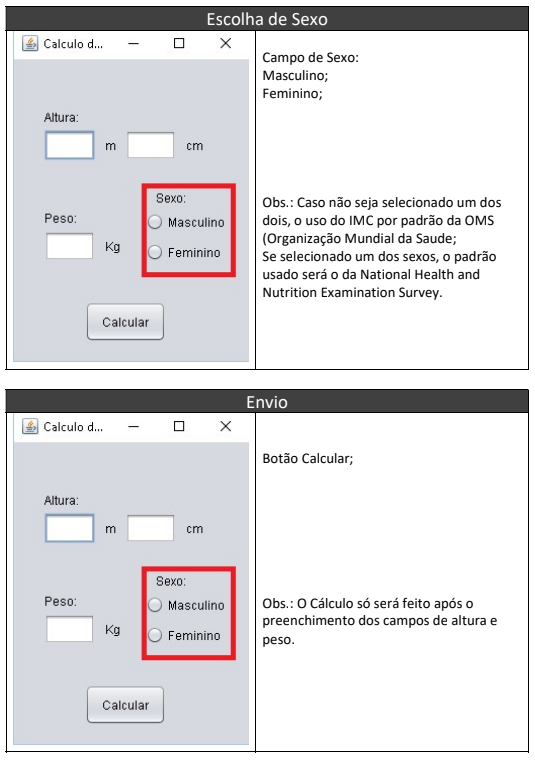 Escolha de Sexo
Calculo d...
Altura:
m
cm
Peso:
Kg
Sexo:
Masculino
Feminino
Calcular
Campo de Sexo:
Masculino;
Feminino;
Obs.: Caso não seja selecionado um dos
dois, o uso do IMC por padrão da OMS
(Organização Mundial da Saude;
Se selecionado um dos sexos, o padrão
usado será o da National Health and
Nutrition Examination Survey.
Envio
Calculo d...
Altura:
m
cm
Peso:
Kg
Sexo:
Masculino
Feminino
Calcular
Botão Calcular;
Obs.: O Cálculo só será feito após o
preenchimento dos campos de altura e
peso.